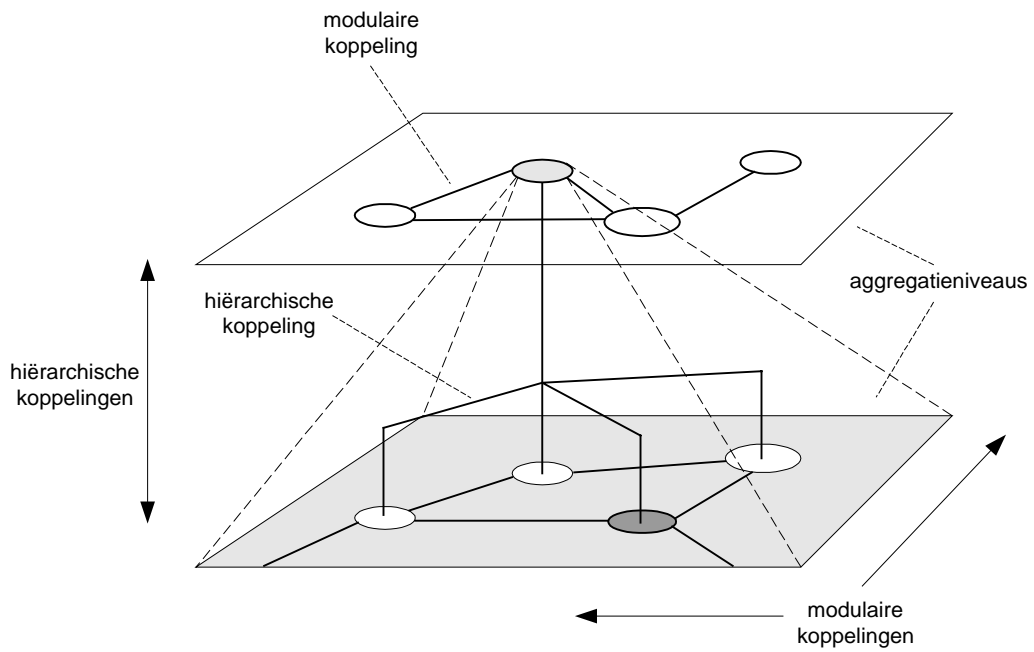 modulaire
koppeling
aggregatieniveaus
hiërarchische
koppeling
hiërarchische
koppelingen
modulaire
koppelingen